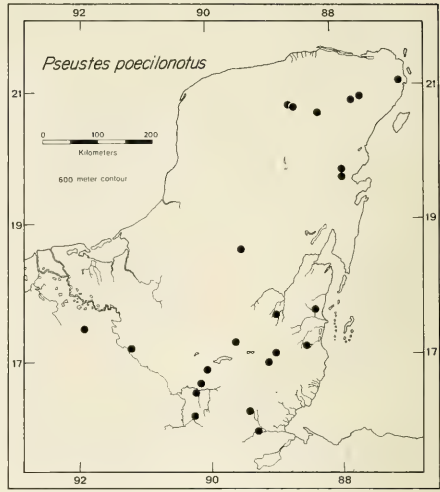 92 90 88
Pseustes poecilonotus
21 21
0 100 200
Kilometers
600 meter contour
19 19
17 17
92 90 88